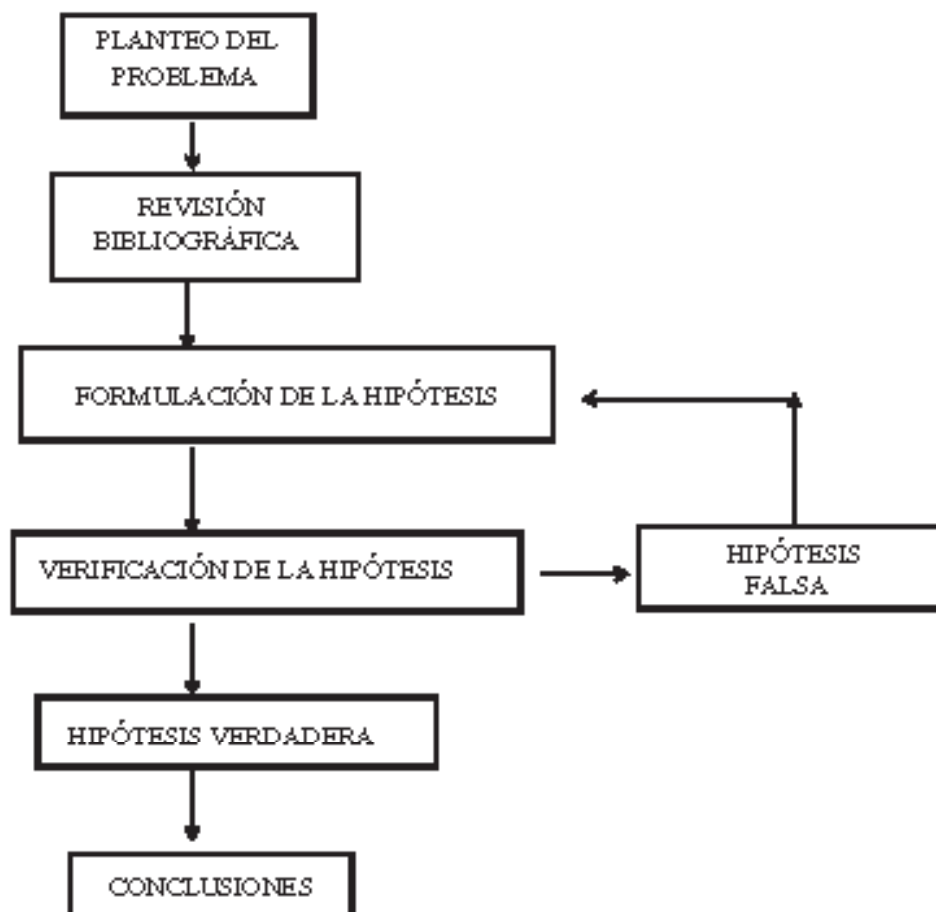 PLANTEO DEL
PROBLEMA
REVISIÓN
BIBLIOGRÁFICA
FORMULACIÓN DE LA HIPÓTESIS
VERIFICACIÓN DE LA HIPÓTESIS
HIPÓTESIS
FALSA
HIPÓTESIS VERDADERA
CONCLUSIONES